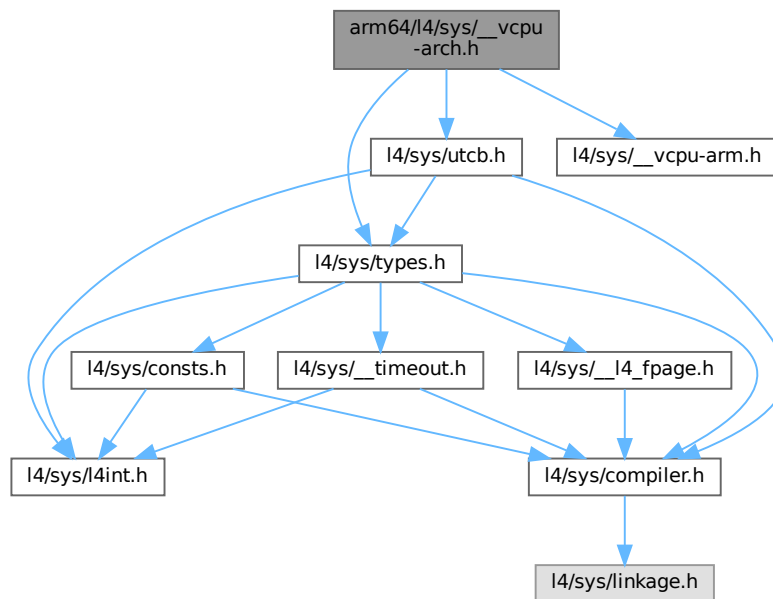 arm64/l4/sys/__vcpu
-arch.h
l4/sys/utcb.h
l4/sys/__vcpu-arm.h
l4/sys/types.h
l4/sys/consts.h
l4/sys/__timeout.h
l4/sys/__l4_fpage.h
l4/sys/l4int.h
l4/sys/compiler.h
l4/sys/linkage.h